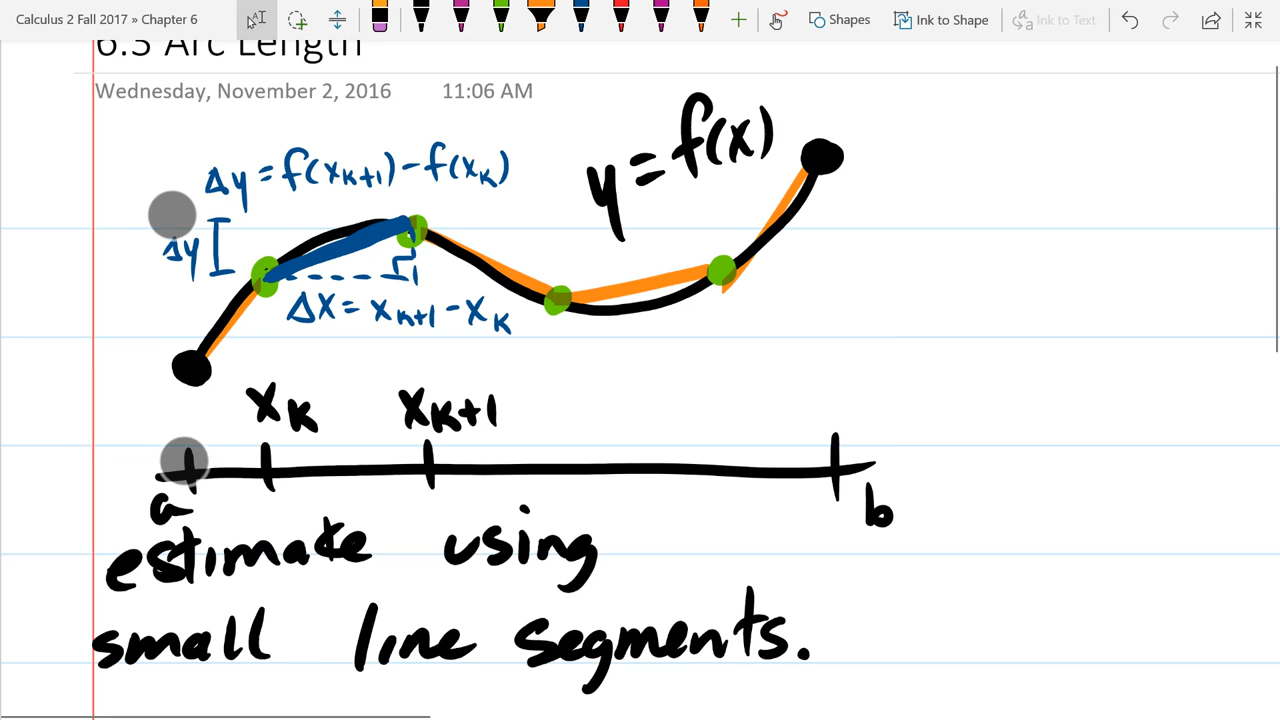 Calculus 2 Fall 2017 » Chapter 6
Shapes
Ink to Shape
Ink to Text
6.3 Arc Length
Wednesday, November 2, 2016 11:06 AM
y = f(x)
Δy = f(xk+1) - f(xk)
Δy
Δx = xk+1 - xk
xk xk+1
a b
estimate using
small line segments.